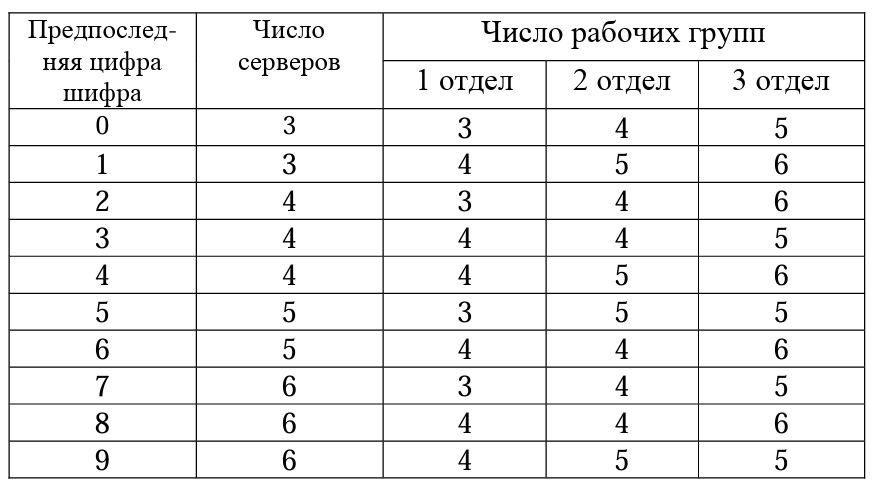 Предпослед-
няя цифра
шифра
Число
серверов
Число рабочих групп
1 отдел 2 отдел 3 отдел
0 3 3 4 5
1 3 4 5 6
2 4 3 4 6
3 4 4 4 5
4 4 4 5 6
5 5 3 5 5
6 5 4 4 6
7 6 3 4 5
8 6 4 4 6
9 6 4 5 5